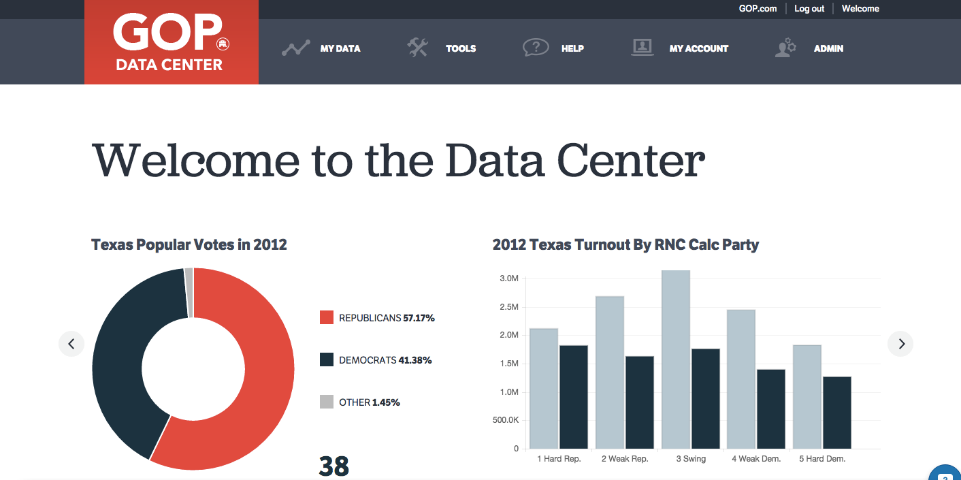 GOP.com Log out Welcome
GOP
DATA CENTER
MY DATA TOOLS HELP MY ACCOUNT ADMIN
Welcome to the Data Center
Texas Popular Votes in 2012
REPUBLICANS 57.17%
DEMOCRATS 41.38%
OTHER 1.45%
38
2012 Texas Turnout By RNC Calc Party
3.0M
2.5M
2.0M
1.5M
1.0M
500.0K
0
1 Hard Rep. 2 Weak Rep. 3 Swing 4 Weak Dem. 5 Hard Dem.